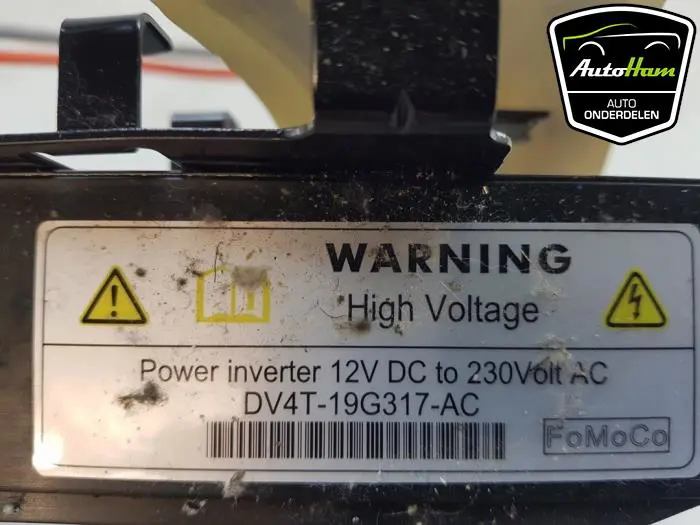 AutoHam
AUTO
ONDERDELEN
WARNING
High Voltage
Power inverter 12V DC to 230Volt AC
DV4T-19G317-AC
FoMoCo